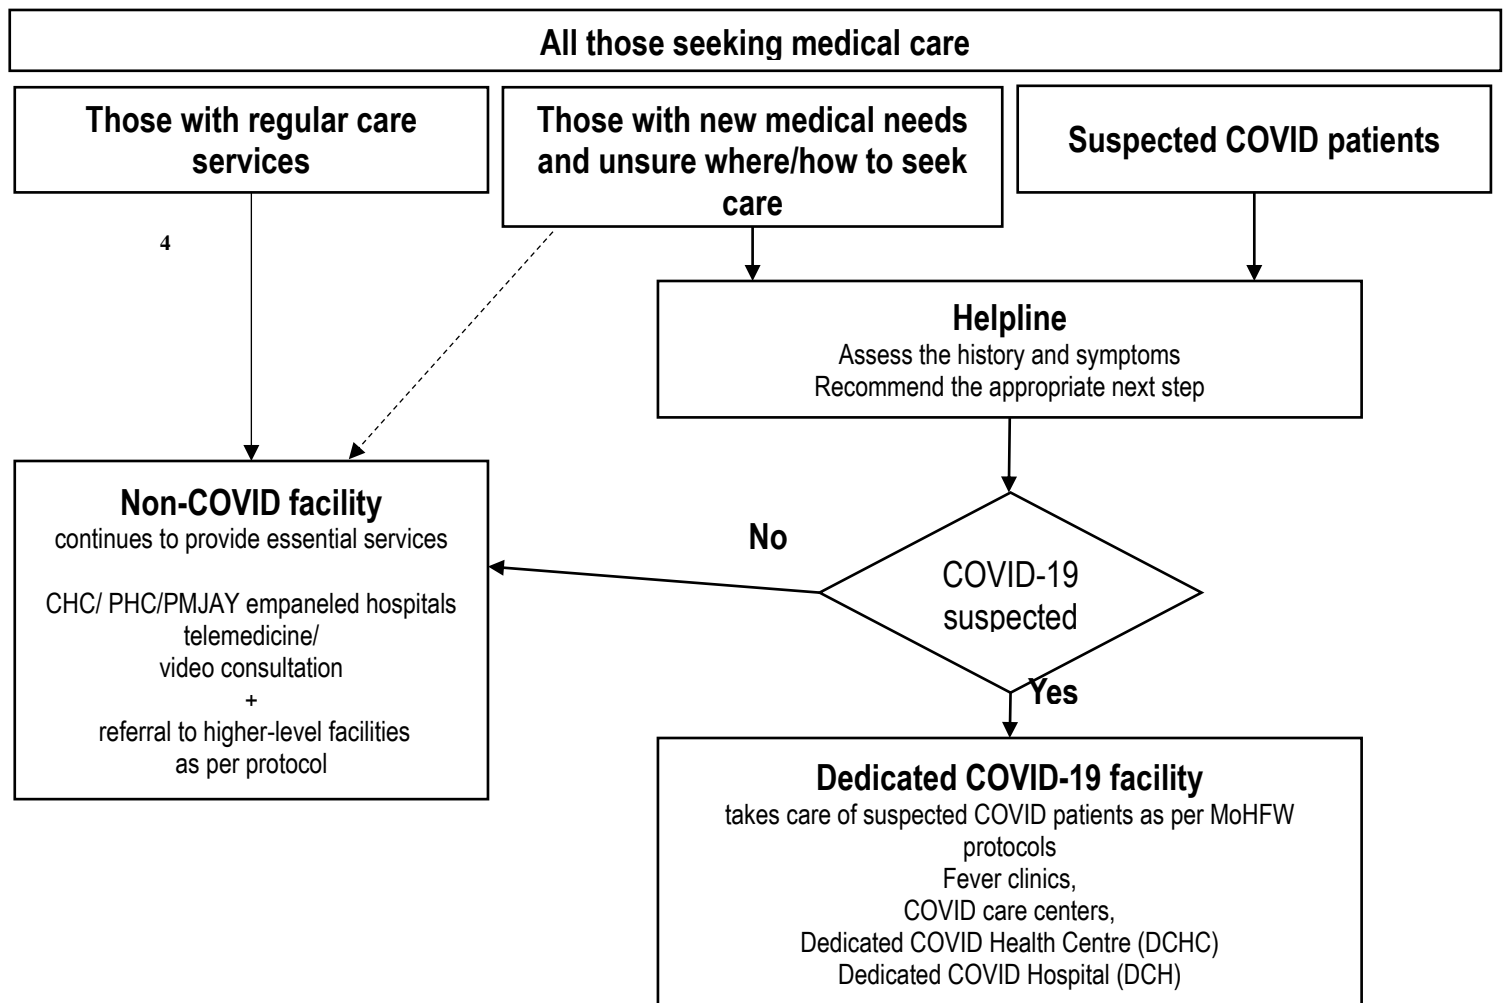 All those seeking medical care
Those with regular care
services
Those with new medical needs
and unsure where/how to seek
care
Suspected COVID patients
4
Helpline
Assess the history and symptoms
Recommend the appropriate next step
Non-COVID facility
continues to provide essential services
CHC/ PHC/PMJAY empaneled hospitals
telemedicine/
video consultation
+
referral to higher-level facilities
as per protocol
No
COVID-19
suspected
Yes
Dedicated COVID-19 facility
takes care of suspected COVID patients as per MoHFW
protocols
Fever clinics,
COVID care centers,
Dedicated COVID Health Centre (DCHC)
Dedicated COVID Hospital (DCH)